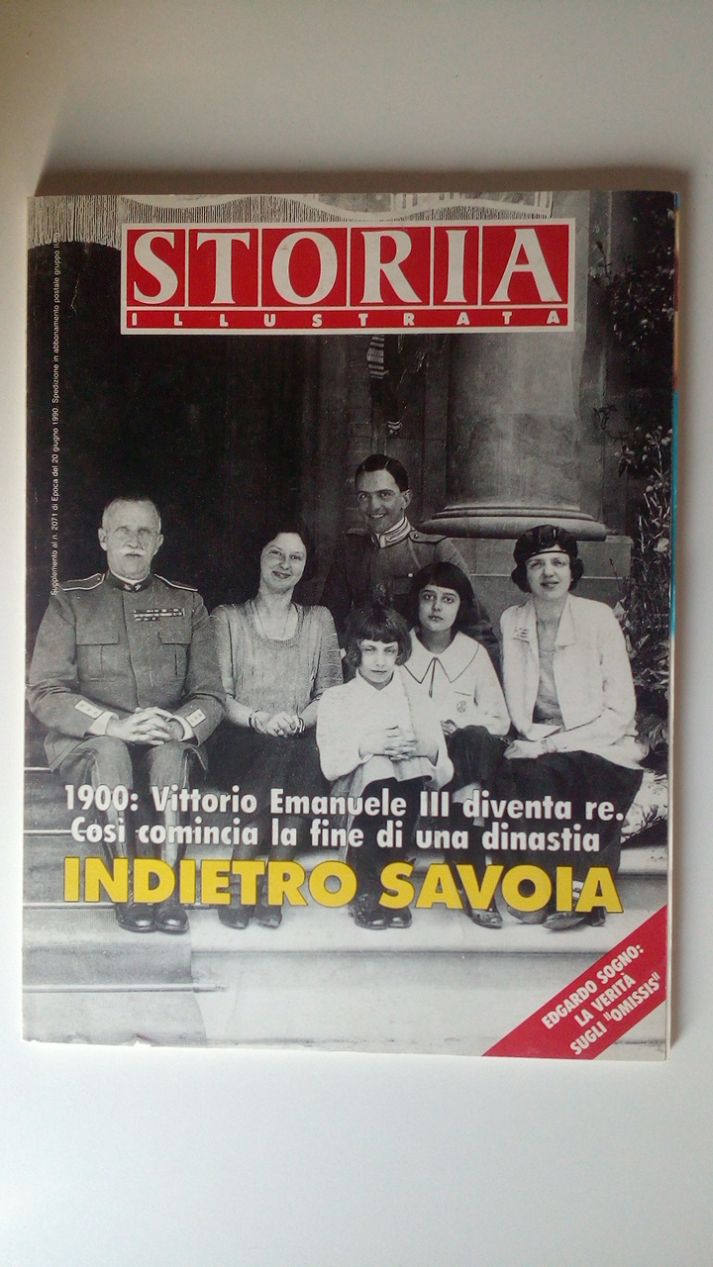 STORIA
ILLUSTRATA
Supplemento al n. 2071 di Epoca del 20 giugno 1990. Spedizione in abbonamento postale gruppo
1900: Vittorio Emanuele III diventa re.
Così comincia la fine di una dinastia
INDIETRO SAVOIA
EDGARDO SOGNO:
LA VERITÀ
SUGLI "OMISSIS"